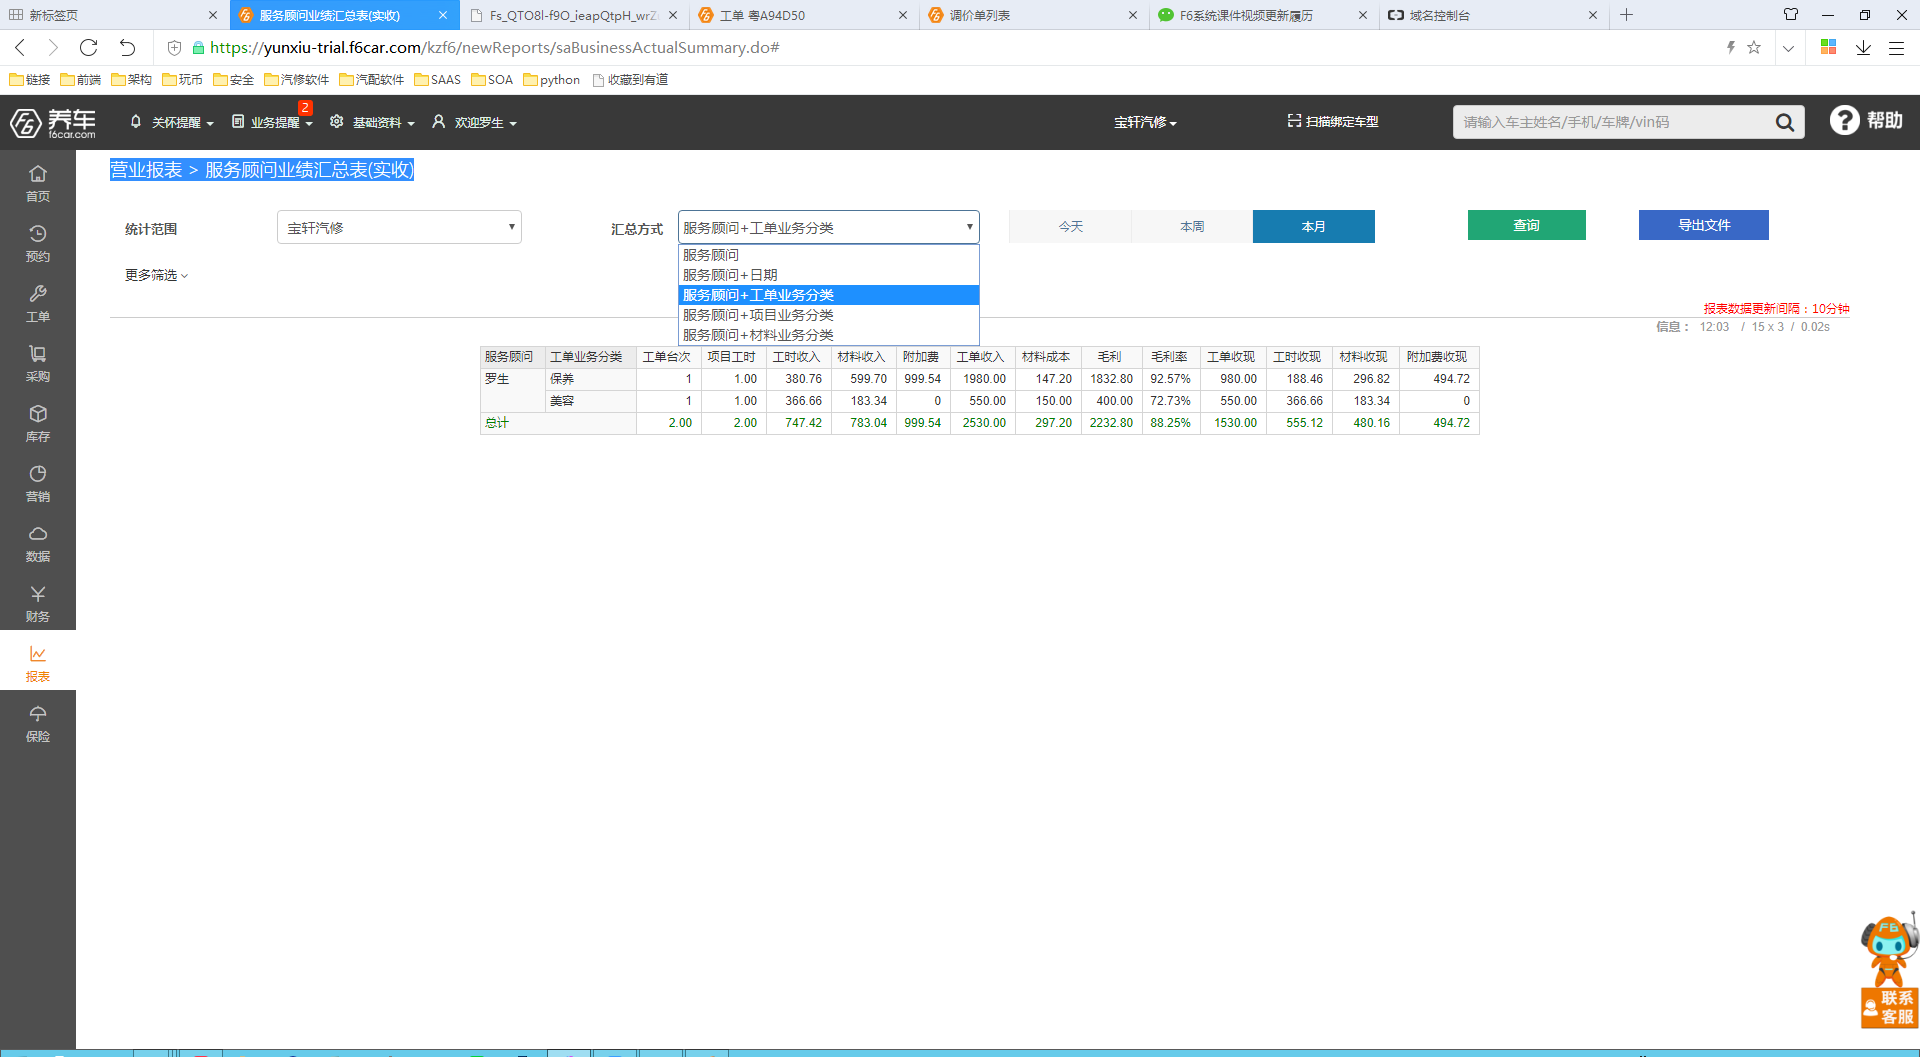 新标签页
服务顾问业绩汇总表(实收)
Fs_QTO8l-f9O_ieapQtpH_wrZ
工单 粤A94D50
调价单列表
F6系统课件视频更新履历
域名控制台
https://yunxiu-trial.f6car.com/kzf6/newReports/saBusinessActualSummary.do#
链接 前端 架构 玩币 安全 汽修软件 汽配软件 SAAS SOA python 收藏到有道
养车
f6car.com
关怀提醒 业务提醒 2 基础资料 欢迎罗生 宝轩汽修 扫描绑定车型 请输入车主姓名/手机/车牌/vin码 ? 帮助
首页
预约
工单
采购
库存
营销
数据
财务
报表
保险
营业报表 > 服务顾问业绩汇总表(实收)
统计范围 宝轩汽修 汇总方式 服务顾问+工单业务分类 今天 本周 本月 查询 导出文件
服务顾问
服务顾问+日期
服务顾问+工单业务分类
服务顾问+项目业务分类
服务顾问+材料业务分类
更多筛选
报表数据更新间隔：10分钟
信息： 12:03 / 15 x 3 / 0.02s
服务顾问 工单业务分类 工单台次 项目工时 工时收入 材料收入 附加费 工单收入 材料成本 毛利 毛利率 工单收现 工时收现 材料收现 附加费收现
罗生 保养 1 1.00 380.76 599.70 999.54 1980.00 147.20 1832.80 92.57% 980.00 188.46 296.82 494.72
美容 1 1.00 366.66 183.34 0 550.00 150.00 400.00 72.73% 550.00 366.66 183.34 0
总计 2.00 2.00 747.42 783.04 999.54 2530.00 297.20 2232.80 88.25% 1530.00 555.12 480.16 494.72
F6
联系
客服